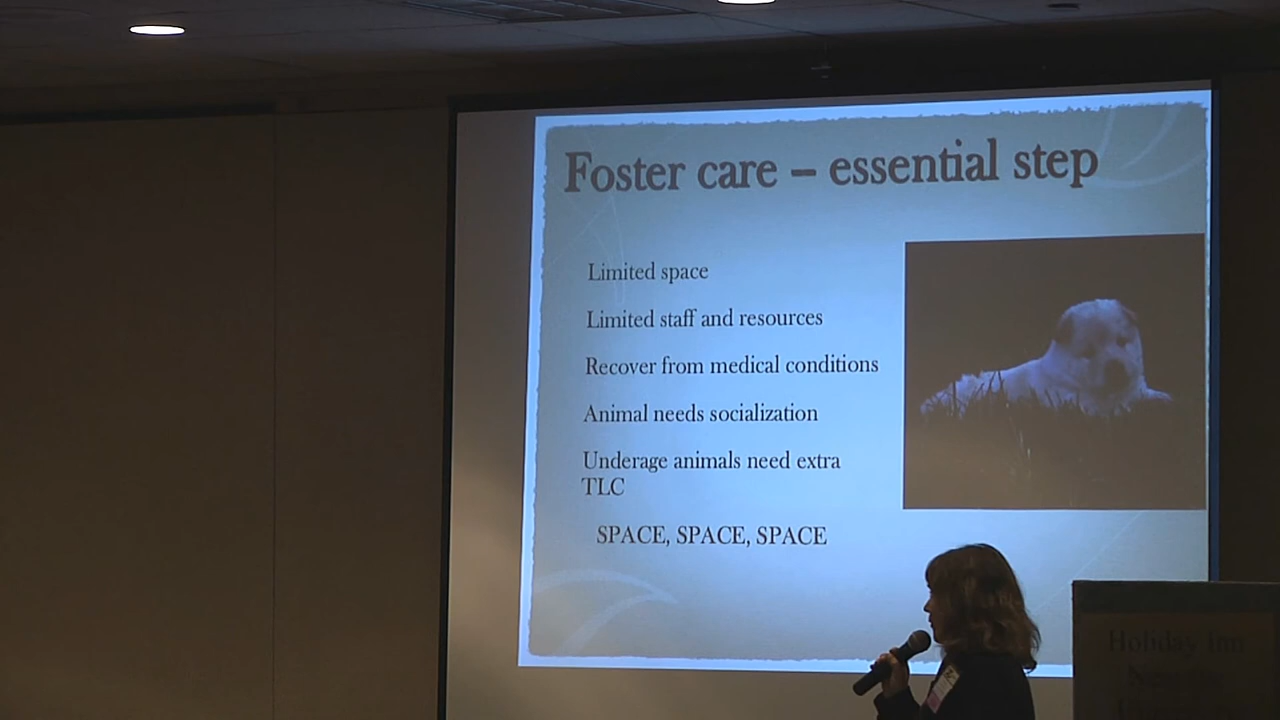 Foster care – essential step
Limited space
Limited staff and resources
Recover from medical conditions
Animal needs socialization
Underage animals need extra
TLC
SPACE, SPACE, SPACE
Holiday Inn